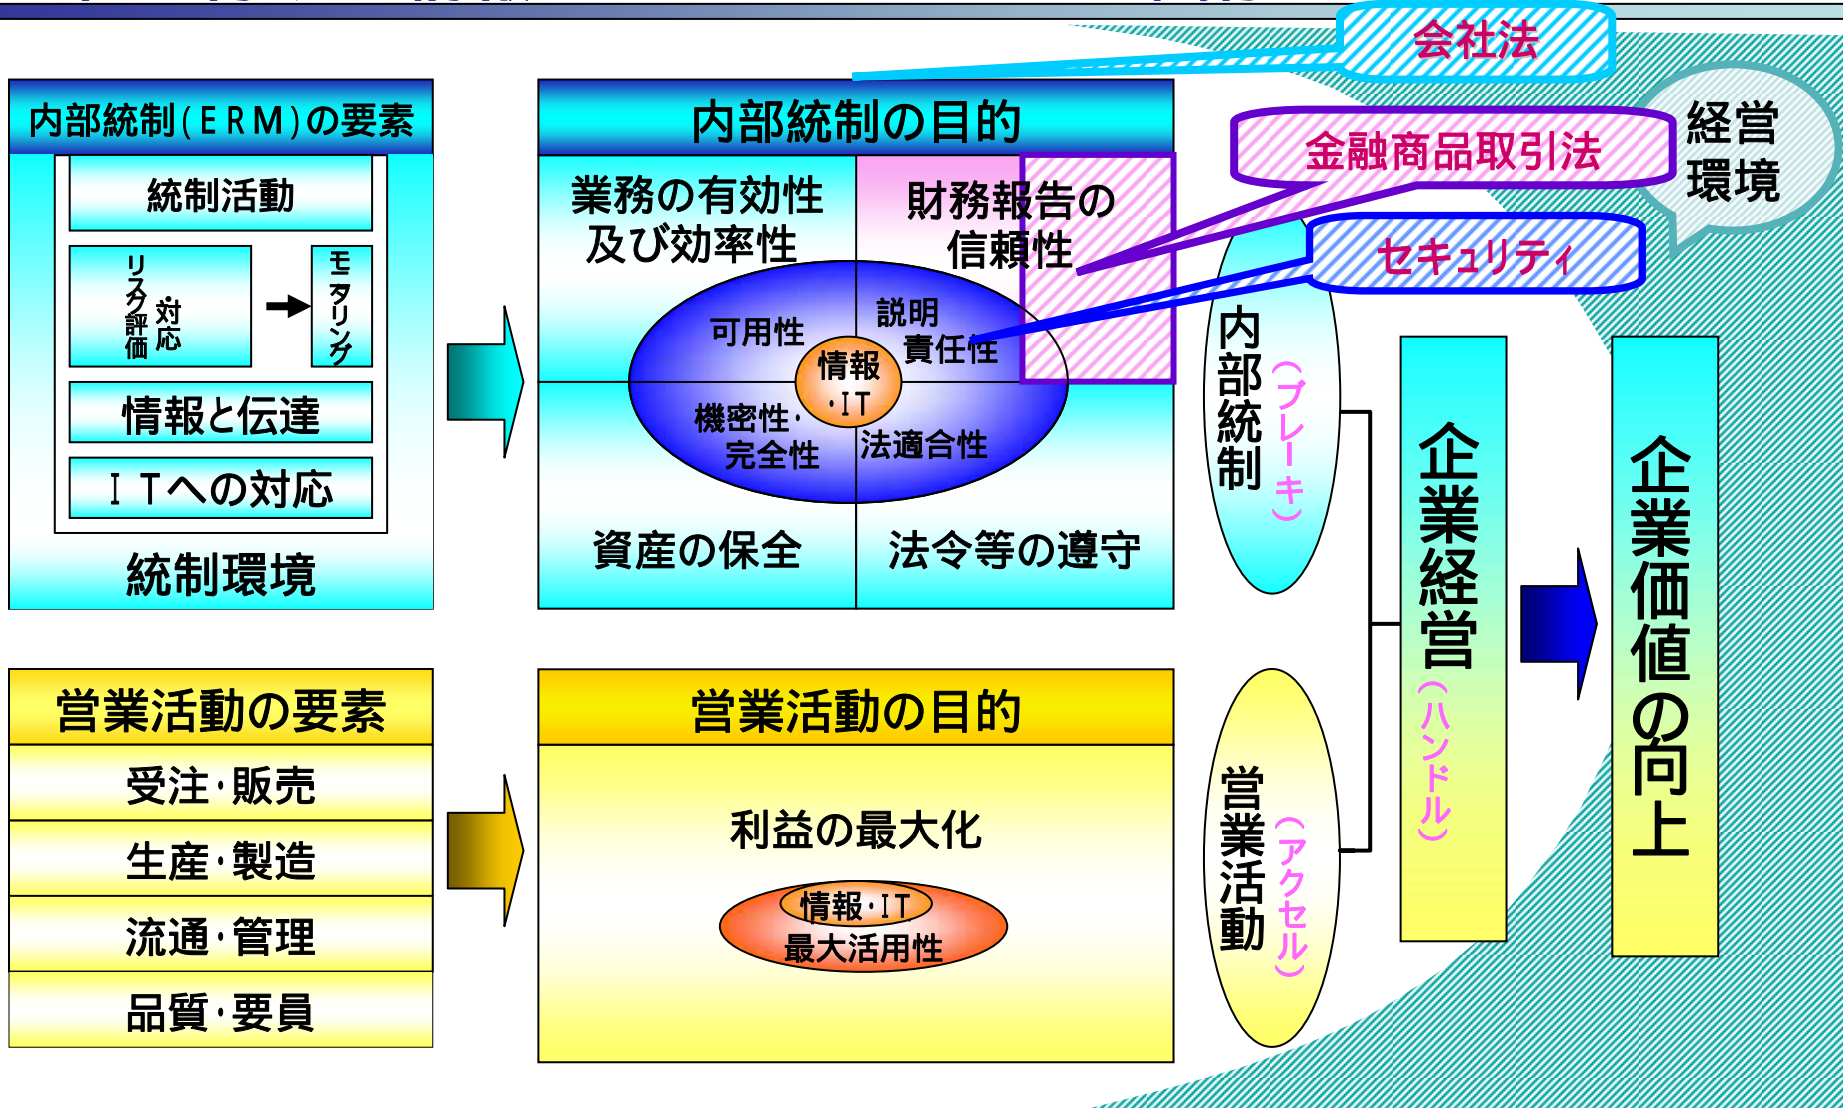 会社法
金融商品取引法
セキュリティ
経営
環境
内部統制(ERM)の要素
統制活動
リスク評価
・対応
モニタリング
情報と伝達
ITへの対応
統制環境
内部統制の目的
業務の有効性
及び効率性
財務報告の
信頼性
可用性
説明
責任性
情報
・IT
機密性・
完全性
法適合性
資産の保全
法令等の遵守
内部統制
(ブレーキ)
営業活動の要素
受注・販売
生産・製造
流通・管理
品質・要員
営業活動の目的
利益の最大化
情報・IT
最大活用性
営業活動
(アクセル)
企業経営
(ハンドル)
企業価値の向上